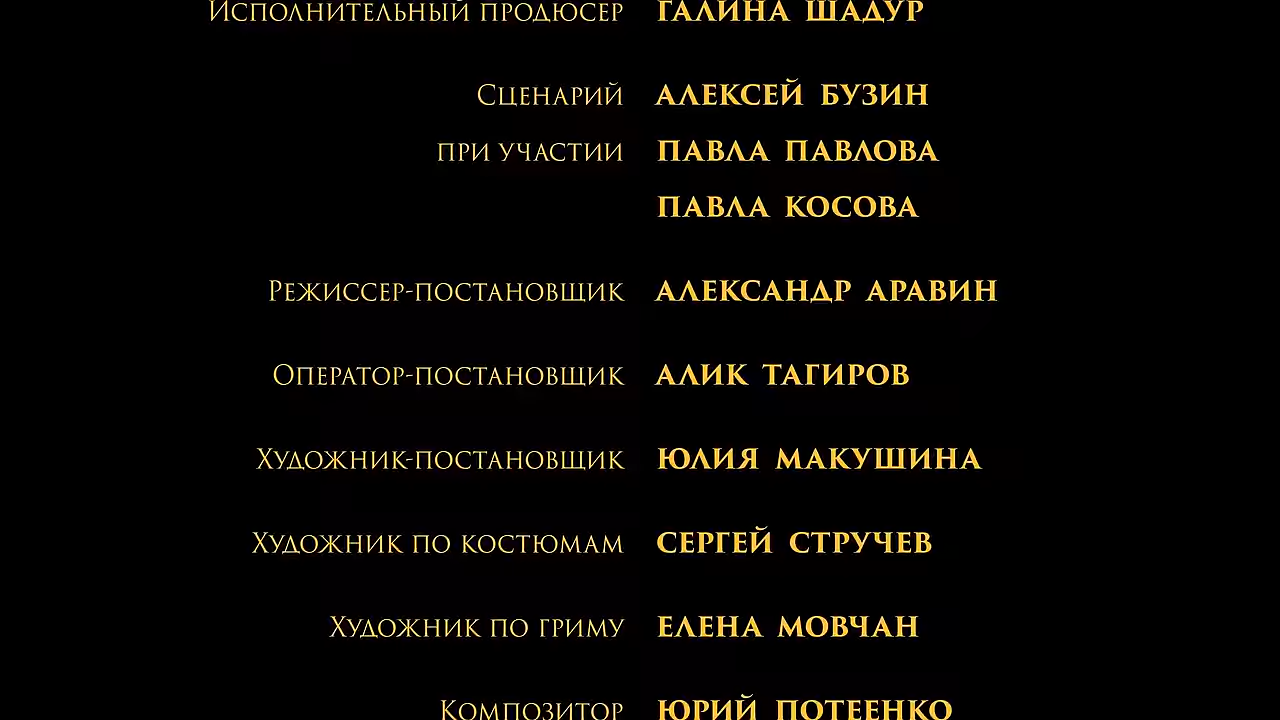 Исполнительный продюсер ГАЛИНА ШАДУР
Сценарий АЛЕКСЕЙ БУЗИН
при участии ПАВЛА ПАВЛОВА
ПАВЛА КОСОВА
Режиссер-постановщик АЛЕКСАНДР АРАВИН
Оператор-постановщик АЛИК ТАГИРОВ
Художник-постановщик ЮЛИЯ МАКУШИНА
Художник по костюмам СЕРГЕЙ СТРУЧЕВ
Художник по гриму ЕЛЕНА МОВЧАН
Композитор ЮРИЙ ПОТЕЕНКО